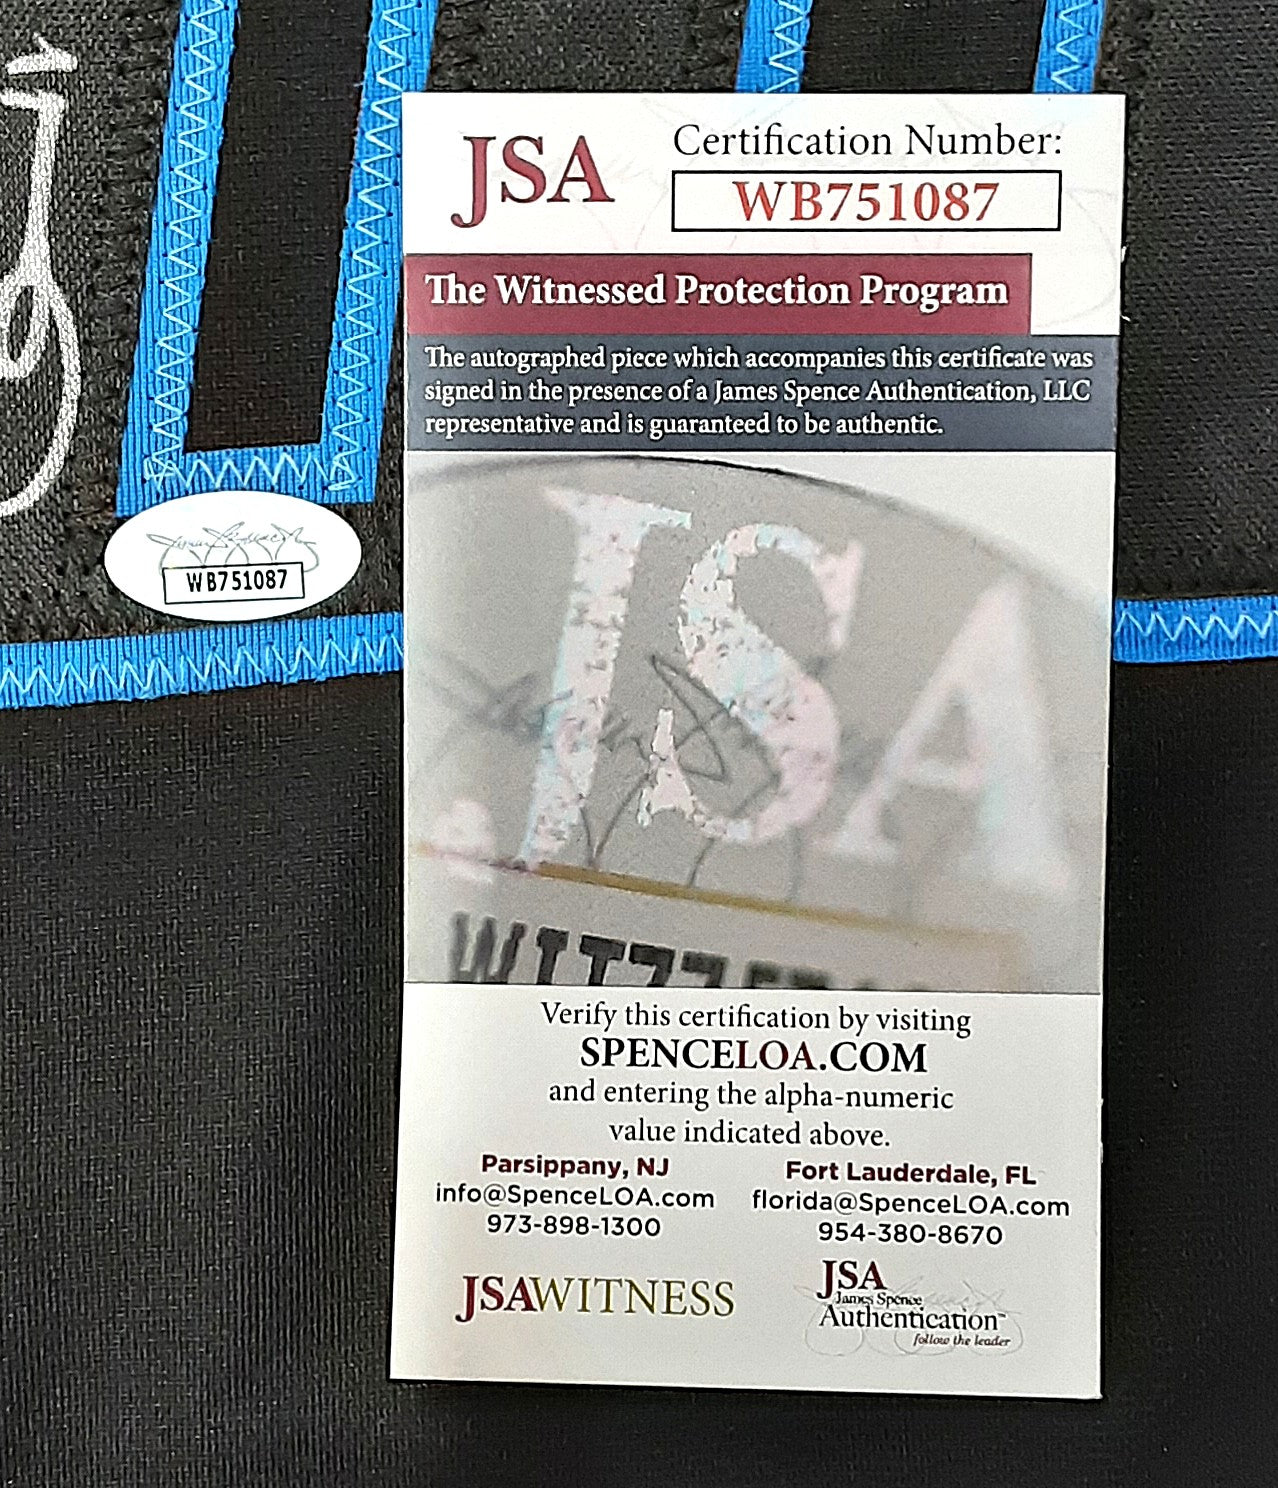 JSA
Certification Number:
WB751087
The Witnessed Protection Program
The autographed piece which accompanies this certificate was
signed in the presence of a James Spence Authentication, LLC
representative and is guaranteed to be authentic.
WB751087
JSA
Verify this certification by visiting
SPENCELOA.COM
and entering the alpha-numeric
value indicated above.
Parsippany, NJ
info@SpenceLOA.com
973-898-1300
Fort Lauderdale, FL
florida@SpenceLOA.com
954-380-8670
JSAWITNESS
JSA
James Spence
Authentication™
follow the leader